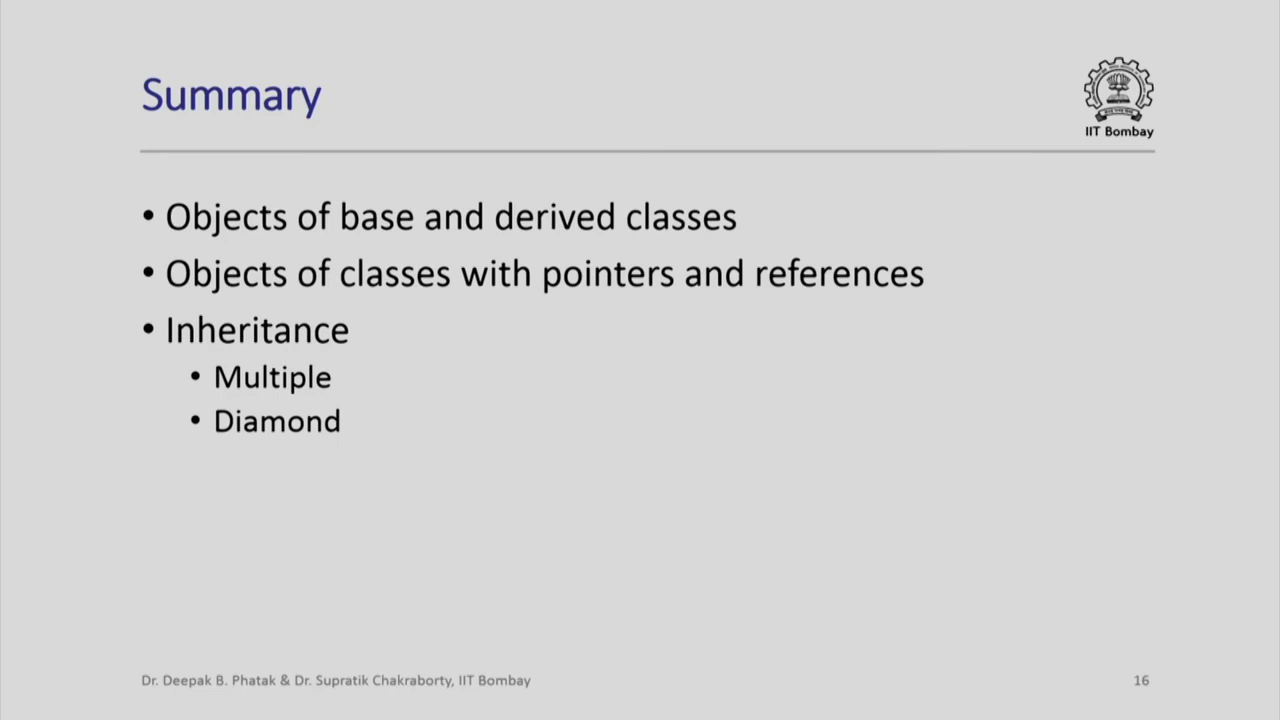 Summary
IIT Bombay
• Objects of base and derived classes
• Objects of classes with pointers and references
• Inheritance
• Multiple
• Diamond
Dr. Deepak B. Phatak & Dr. Supratik Chakraborty, IIT Bombay
16